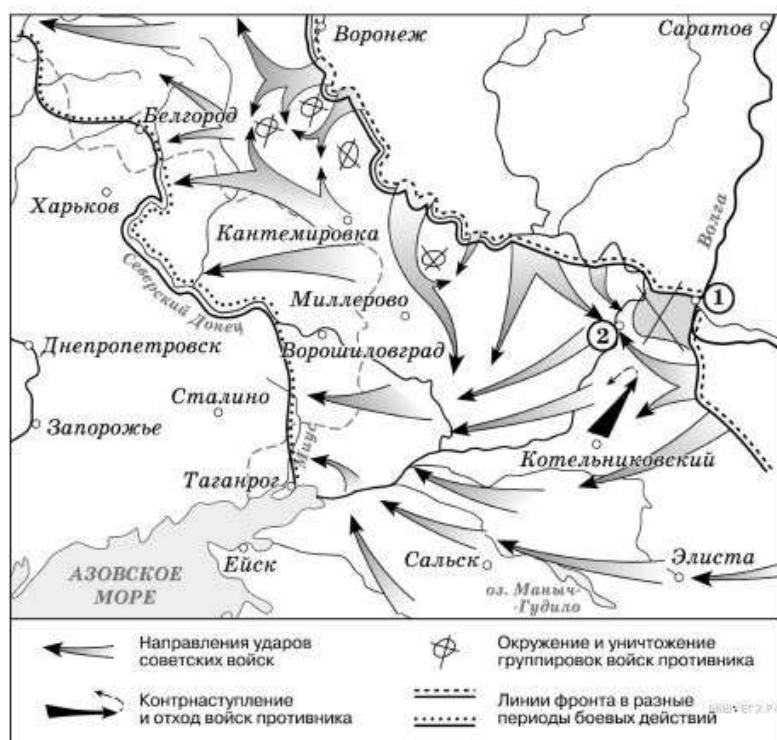 Воронеж
Саратов
Белгород
Харьков
Волга
Кантемировка
Северский Донец
Миллерово
1
2
Днепропетровск
Ворошиловград
Сталино
Запорожье
Миус
Котельниковский
Таганрог
Ейск
Сальск
Элиста
АЗОВСКОЕ
МОРЕ
оз. Маныч-
-Гудило
Направления ударов
советских войск
Окружение и уничтожение
группировок войск противника
Контрнаступление
и отход войск противника
Линии фронта в разные
периоды боевых действий